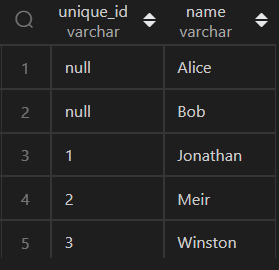 unique_id name
varchar varchar
1 null Alice
2 null Bob
3 1 Jonathan
4 2 Meir
5 3 Winston